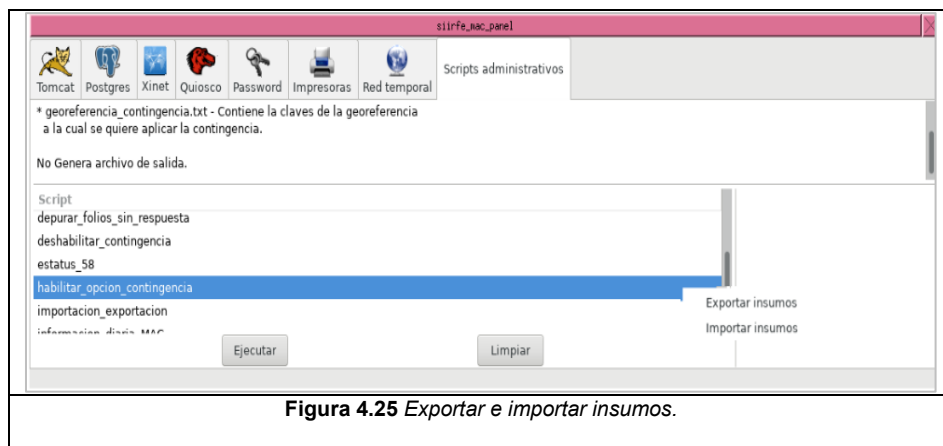 siirfe_mac_panel
Tomcat Postgres Xinet Quiosco Password Impresoras Red temporal Scripts administrativos
* georeferencia_contingencia.txt - Contiene la claves de la georeferencia
a la cual se quiere aplicar la contingencia.
No Genera archivo de salida.
Script
depurar_folios_sin_respuesta
deshabilitar_contingencia
estatus_58
habilitar_opcion_contingencia
importacion_exportacion
informacion_diaria_MAC
Exportar insumos
Importar insumos
Ejecutar Limpiar
Figura 4.25 Exportar e importar insumos.